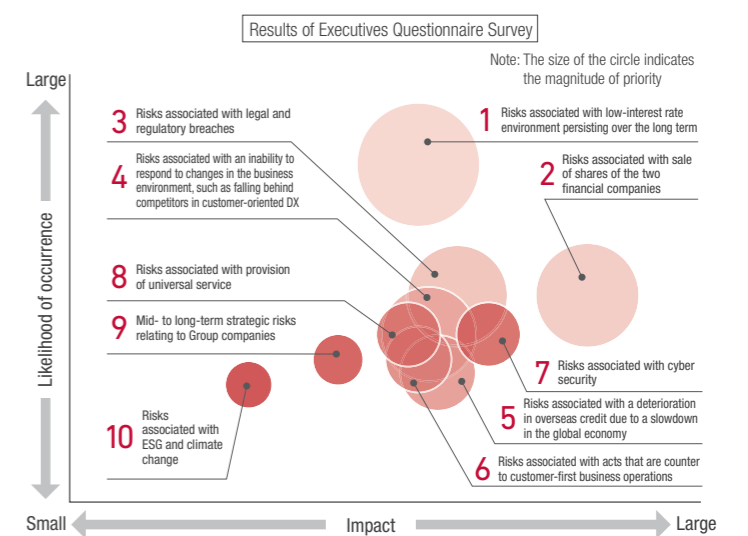 Results of Executives Questionnaire Survey
Note: The size of the circle indicates
the magnitude of priority
Large
Likelihood of occurrence
3
Risks associated with legal and
regulatory breaches
4
Risks associated with an inability to
respond to changes in the business
environment, such as falling behind
competitors in customer-oriented DX
1
Risks associated with low-interest rate
environment persisting over the long term
2
Risks associated with sale
of shares of the two
financial companies
8
Risks associated with provision
of universal service
9
Mid- to long-term strategic risks
relating to Group companies
10
Risks
associated with
ESG and climate
change
7
Risks associated with cyber
security
5
Risks associated with a deterioration
in overseas credit due to a slowdown
in the global economy
6
Risks associated with acts that are counter
to customer-first business operations
Small
Impact
Large